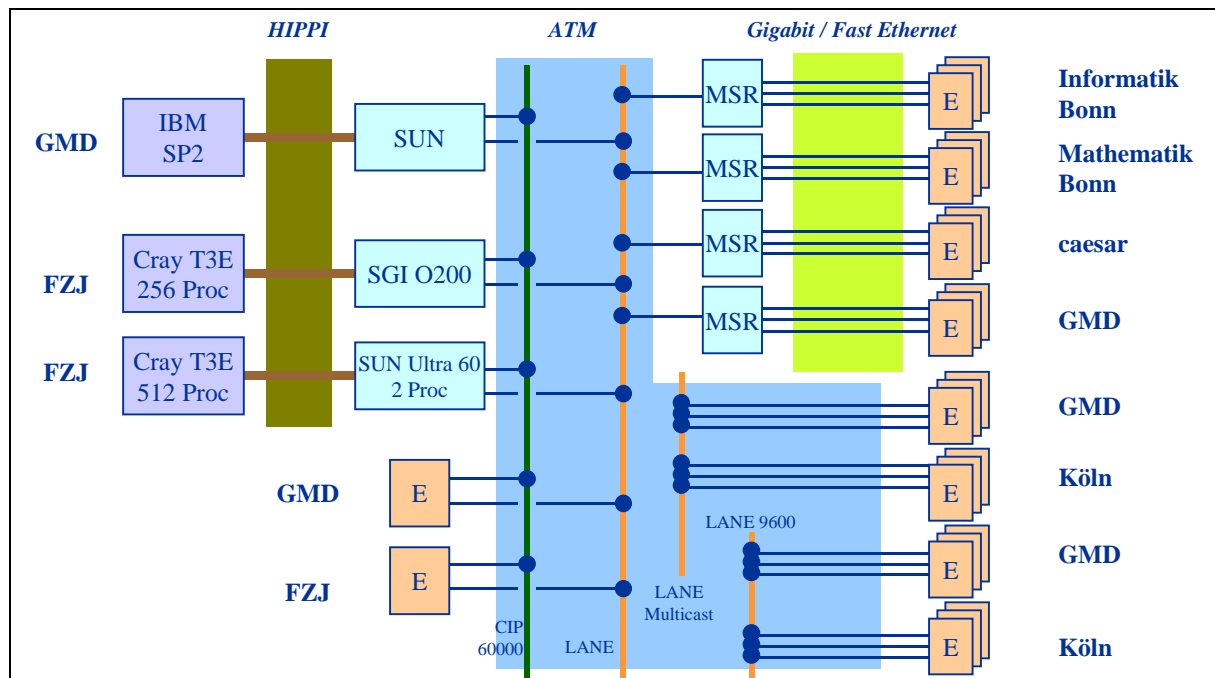 HIPPI
ATM
Gigabit / Fast Ethernet
GMD
IBM
SP2
SUN
MSR
E
Informatik
Bonn
MSR
E
Mathematik
Bonn
FZJ
Cray T3E
256 Proc
SGI O200
MSR
E
caesar
MSR
E
GMD
FZJ
Cray T3E
512 Proc
SUN Ultra 60
2 Proc
E
GMD
GMD
E
E
Köln
LANE 9600
FZJ
E
E
GMD
LANE
Multicast
CIP
60000
LANE
E
Köln